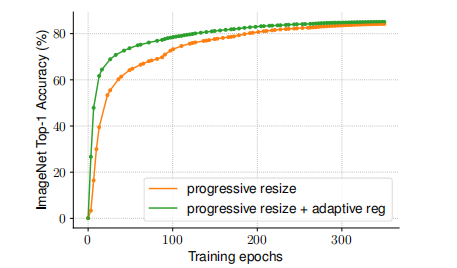 ImageNet Top-1 Accuracy (%)
80
60
40
20
0
progressive resize
progressive resize + adaptive reg
0 100 200 300
Training epochs